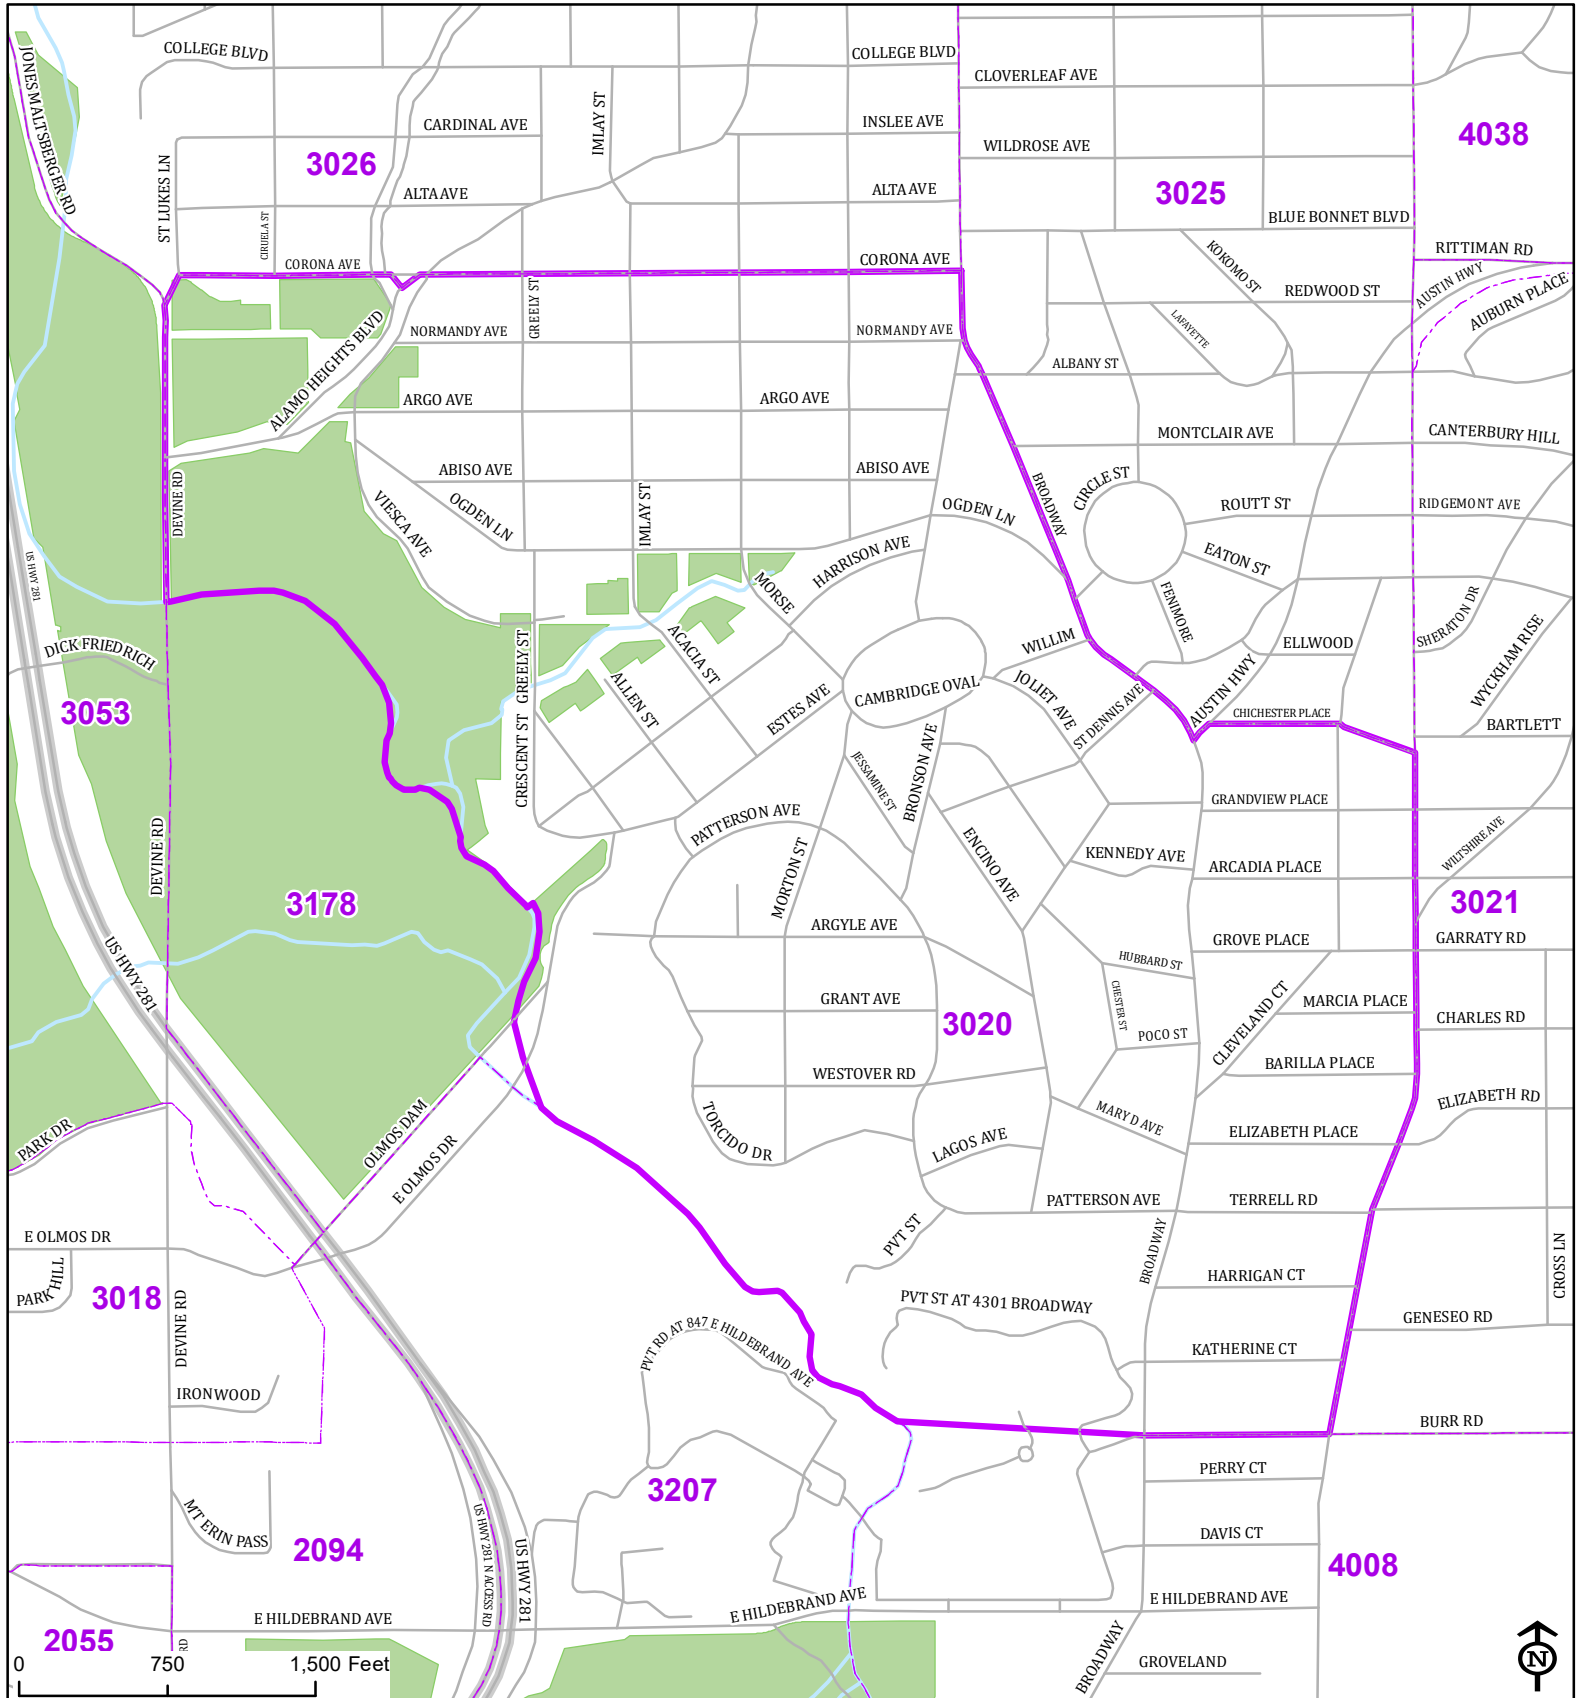 COLLEGE BLVD
COLLEGE BLVD
JONES MALTSBERGER RD
CLOVERLEAF AVE
IMLAY ST
CARDINAL AVE
INSLEE AVE
4038
3026
WILDROSE AVE
ST LUKES LN
ALTA AVE
ALTA AVE
3025
CIRUELA ST
BLUE BONNET BLVD
CORONA AVE
CORONA AVE
KOKOMO ST
RITTIMAN RD
AUSTIN HWY
REDWOOD ST
AUBURN PLACE
GREELY ST
ALAMO HEIGHTS BLVD
NORMANDY AVE
NORMANDY AVE
LAFAYETTE
ALBANY ST
ARGO AVE
ARGO AVE
MONTCLAIR AVE
CANTERBURY HILL
ABISO AVE
ABISO AVE
DEVINE RD
VIESCA AVE
OGDEN LN
IMLAY ST
OGDEN LN
BROADWAY
CIRCLE ST
ROUTT ST
RIDGEMONT AVE
US HWY 281
HARRISON AVE
EATON ST
MORSE
FENIMORE
SHERATON DR
DICK FRIEDRICH
ACACIA ST
WILLIM
ELLWOOD
WYCKHAM RISE
3053
GREELY ST
CRESCENT ST
ALLEN ST
ESTES AVE
CAMBRIDGE OVAL
JOLIET AVE
ST DENNIS AVE
AUSTIN HWY
CHICHESTER PLACE
BARTLETT
JESSAMINE ST
BRONSON AVE
GRANDVIEW PLACE
PATTERSON AVE
DEVINE RD
MORTON ST
ENCINO AVE
KENNEDY AVE
ARCADIA PLACE
WILTSHIRE AVE
3178
3021
ARGYLE AVE
GROVE PLACE
GARRATY RD
US HWY 281
HUBBARD ST
CHESTER ST
GRANT AVE
3020
POCO ST
CLEVELAND CT
MARCIA PLACE
CHARLES RD
BARILLA PLACE
WESTOVER RD
ELIZABETH RD
PARK DR
OLMOS DAM
E OLMOS DR
TORCIDO DR
LAGOS AVE
MARY D AVE
ELIZABETH PLACE
PATTERSON AVE
TERRELL RD
E OLMOS DR
PVT ST
BROADWAY
CROSS LN
PARK HILL
3018
DEVINE RD
HARRIGAN CT
PVT ST AT 4301 BROADWAY
GENESEO RD
PVT RD AT 847 E HILDEBRAND AVE
KATHERINE CT
IRONWOOD
BURR RD
3207
PERRY CT
MT ERIN PASS
2094
US HWY 281 N ACCESS RD
US HWY 281
DAVIS CT
4008
E HILDEBRAND AVE
E HILDEBRAND AVE
E HILDEBRAND AVE
2055
RD
BROADWAY
GROVELAND
0 750 1,500 Feet
N